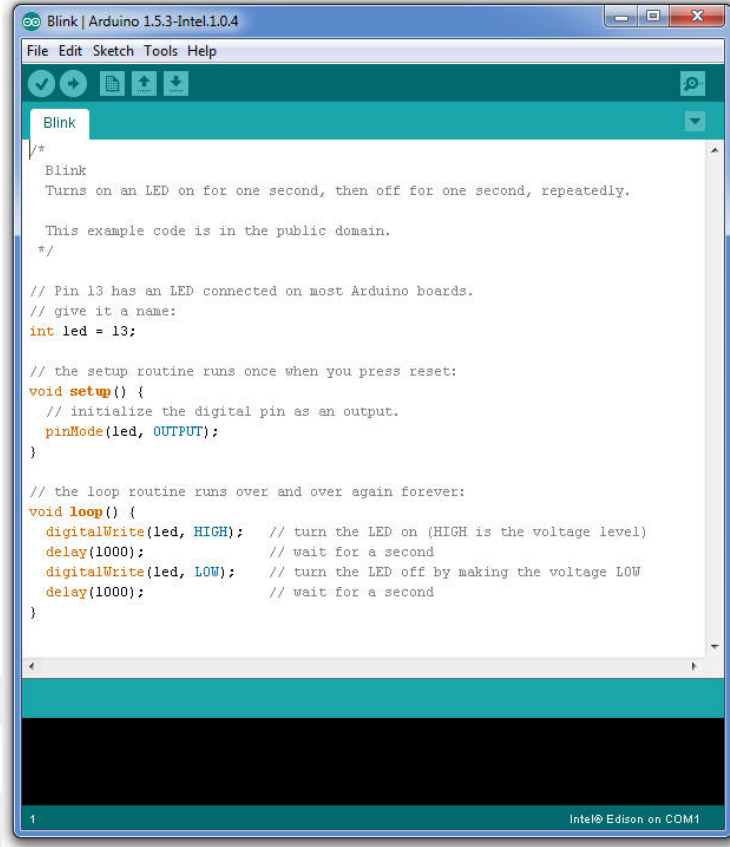 Blink | Arduino 1.5.3-Intel.1.0.4
File Edit Sketch Tools Help
Blink
/*
  Blink
  Turns on an LED on for one second, then off for one second, repeatedly.

  This example code is in the public domain.
 */

// Pin 13 has an LED connected on most Arduino boards.
// give it a name:
int led = 13;

// the setup routine runs once when you press reset:
void setup() {
  // initialize the digital pin as an output.
  pinMode(led, OUTPUT);
}

// the loop routine runs over and over again forever:
void loop() {
  digitalWrite(led, HIGH);   // turn the LED on (HIGH is the voltage level)
  delay(1000);               // wait for a second
  digitalWrite(led, LOW);    // turn the LED off by making the voltage LOW
  delay(1000);               // wait for a second
}
1 Intel® Edison on COM1